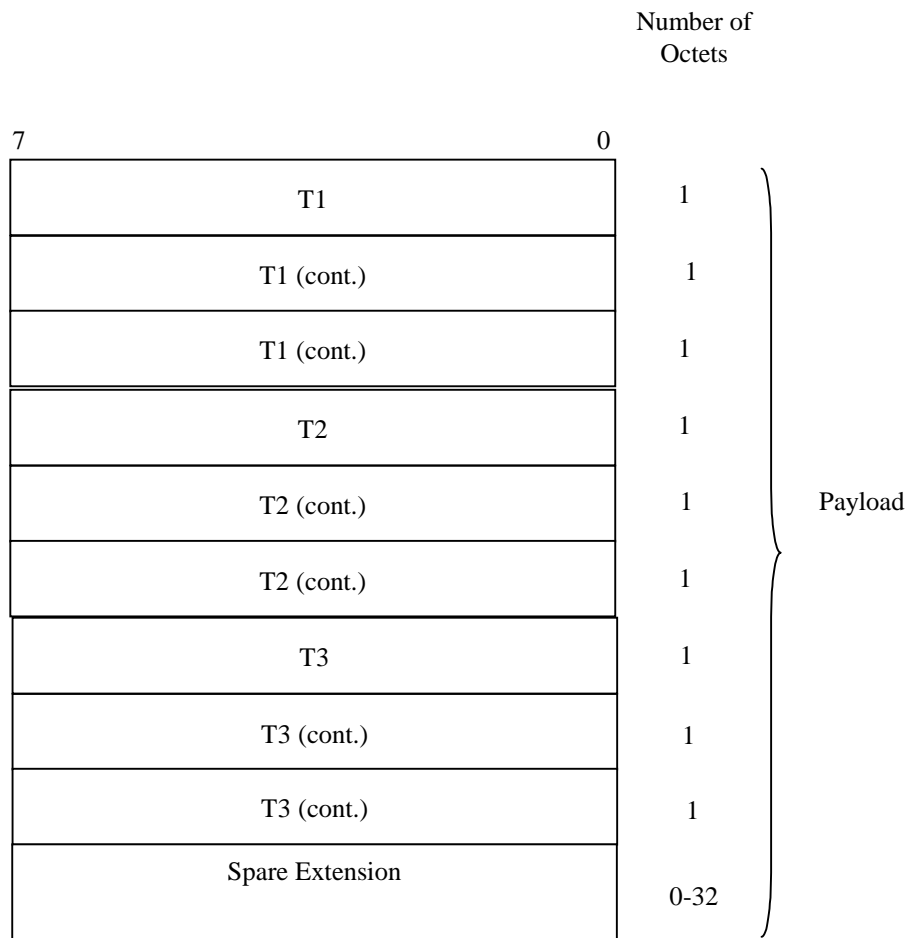 Number of
Octets
7 0
T1 1
T1 (cont.) 1
T1 (cont.) 1
T2 1
T2 (cont.) 1
Payload
T2 (cont.) 1
T3 1
T3 (cont.) 1
T3 (cont.) 1
Spare Extension
0-32